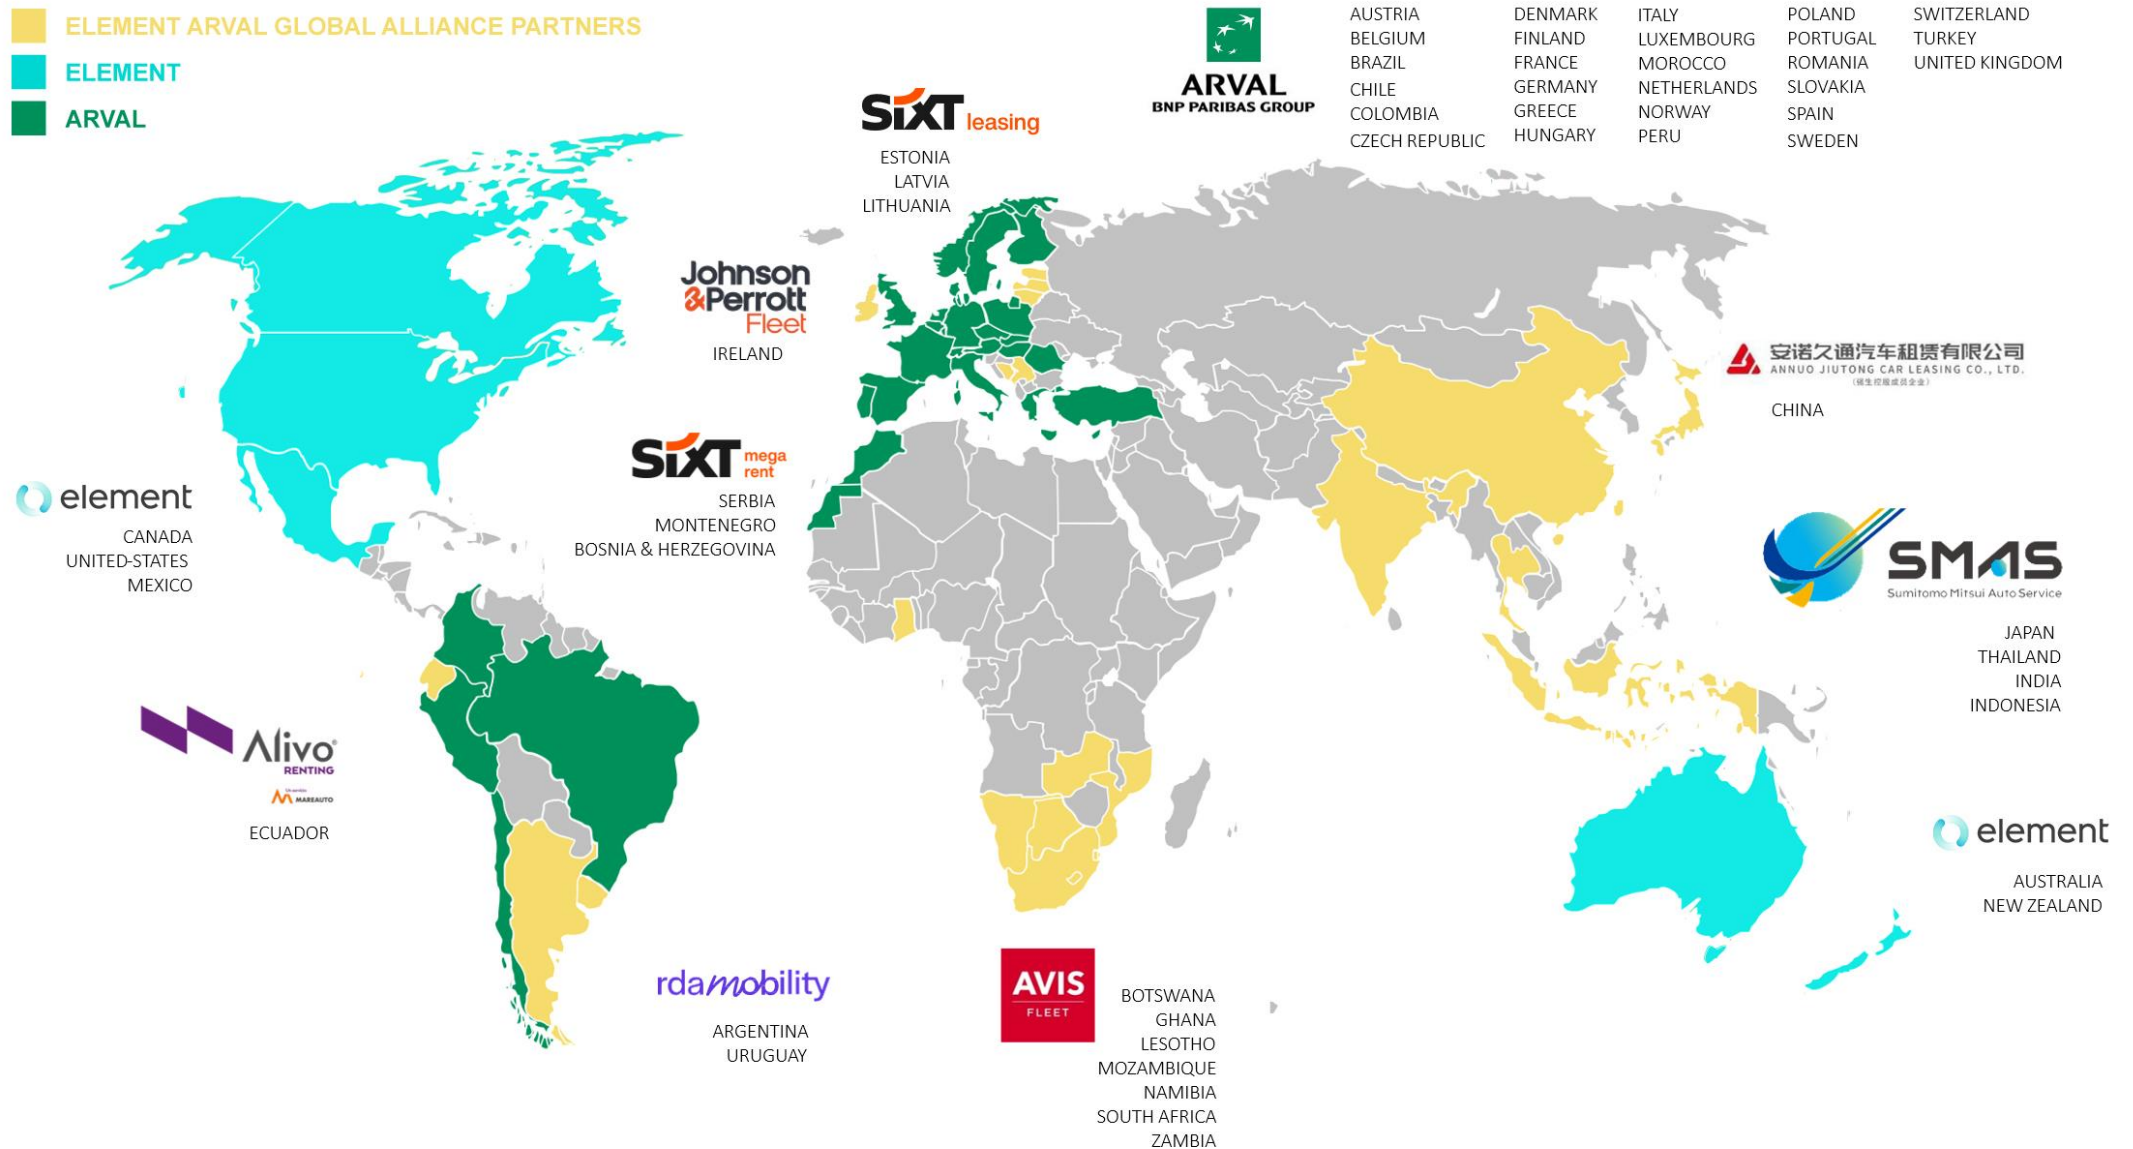 ELEMENT ARVAL GLOBAL ALLIANCE PARTNERS
ELEMENT
ARVAL
ARVAL
BNP PARIBAS GROUP
AUSTRIA
BELGIUM
BRAZIL
CHILE
COLOMBIA
CZECH REPUBLIC
DENMARK
FINLAND
FRANCE
GERMANY
GREECE
HUNGARY
ITALY
LUXEMBOURG
MOROCCO
NETHERLANDS
NORWAY
PERU
POLAND
PORTUGAL
ROMANIA
SLOVAKIA
SPAIN
SWEDEN
SWITZERLAND
TURKEY
UNITED KINGDOM
SiXT leasing
ESTONIA
LATVIA
LITHUANIA
Johnson
&Perrott
Fleet
IRELAND
SiXT mega rent
SERBIA
MONTENEGRO
BOSNIA & HERZEGOVINA
element
CANADA
UNITED-STATES
MEXICO
Alivo
RENTING
MAREAUTO
ECUADOR
rdamobility
ARGENTINA
URUGUAY
AVIS
FLEET
BOTSWANA
GHANA
LESOTHO
MOZAMBIQUE
NAMIBIA
SOUTH AFRICA
ZAMBIA
安诺久通汽车租赁有限公司
ANNUO JIUTONG CAR LEASING CO., LTD.
CHINA
SMAS
Sumitomo Mitsui Auto Service
JAPAN
THAILAND
INDIA
INDONESIA
element
AUSTRALIA
NEW ZEALAND